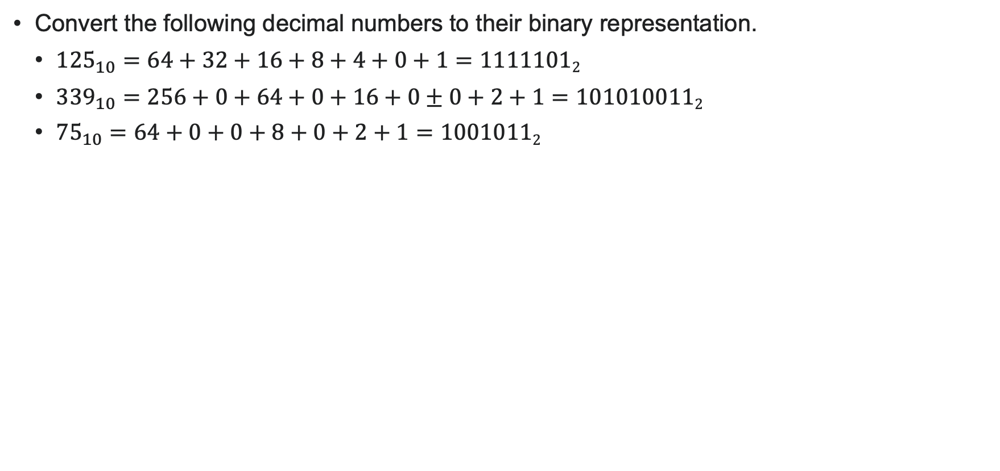 • Convert the following decimal numbers to their binary representation.
• 125₁₀ = 64 + 32 + 16 + 8 + 4 + 0 + 1 = 1111101₂
• 339₁₀ = 256 + 0 + 64 + 0 + 16 + 0 ± 0 + 2 + 1 = 101010011₂
• 75₁₀ = 64 + 0 + 0 + 8 + 0 + 2 + 1 = 1001011₂